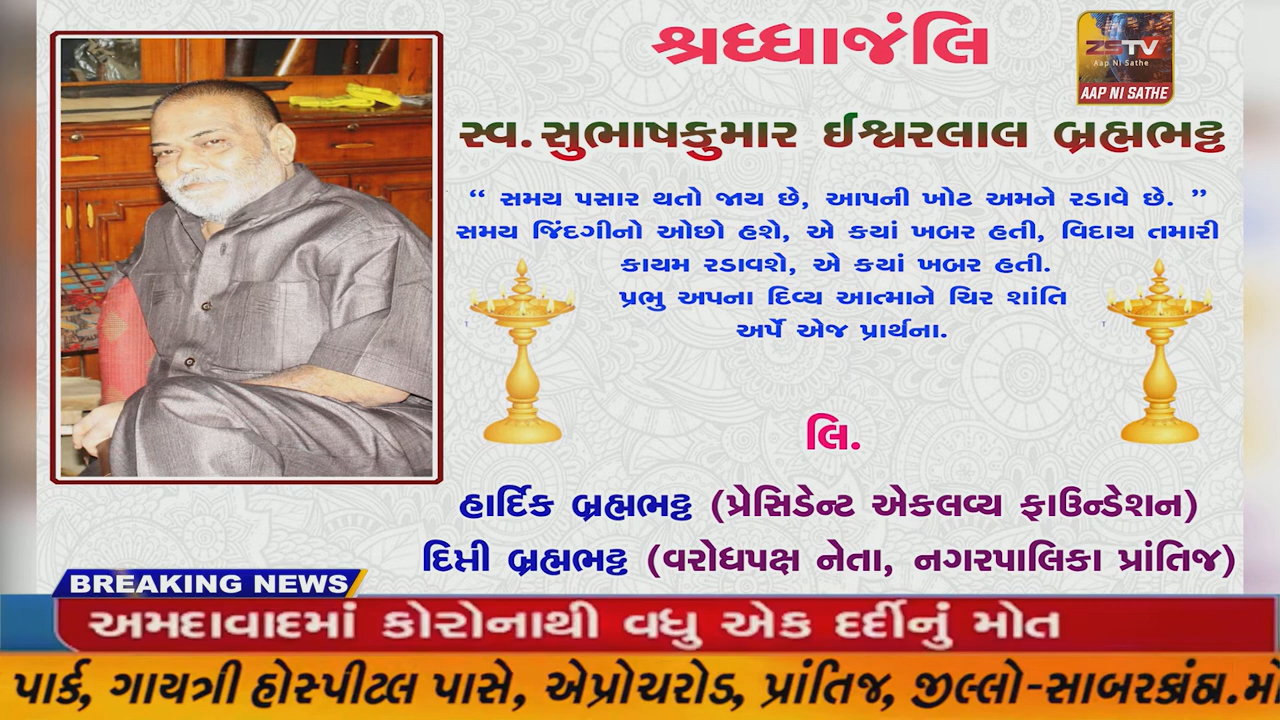 શ્રધ્ધાજંલિ
ZSTV
Aap Ni Sathe
AAP NI SATHE
સ્વ. સુભાષકુમાર ઈશ્વરલાલ બ્રહ્મભટ્ટ
“ સમય પસાર થતો જાય છે, આપની ખોટ અમને રડાવે છે. ”
સમય જિંદગીનો ઓછો હશે, એ કયાં ખબર હતી, વિદાય તમારી
કાયમ રડાવશે, એ કયાં ખબર હતી.
પ્રભુ અપના દિવ્ય આત્માને ચિર શાંતિ
અર્પે એજ પ્રાર્થના.
લિ.
હાર્દિક બ્રહ્મભટ્ટ (પ્રેસિડેન્ટ એકલવ્ય ફાઉન્ડેશન)
દિપ્તી બ્રહ્મભટ્ટ (વરોધપક્ષ નેતા, નગરપાલિકા પ્રાંતિજ)
BREAKING NEWS
અમદાવાદમાં કોરોનાથી વધુ એક દર્દીનું મોત
પાર્ક, ગાયત્રી હોસ્પીટલ પાસે, એપ્રોચરોડ, પ્રાંતિજ, જીલ્લો-સાબરકાંઠા.મો